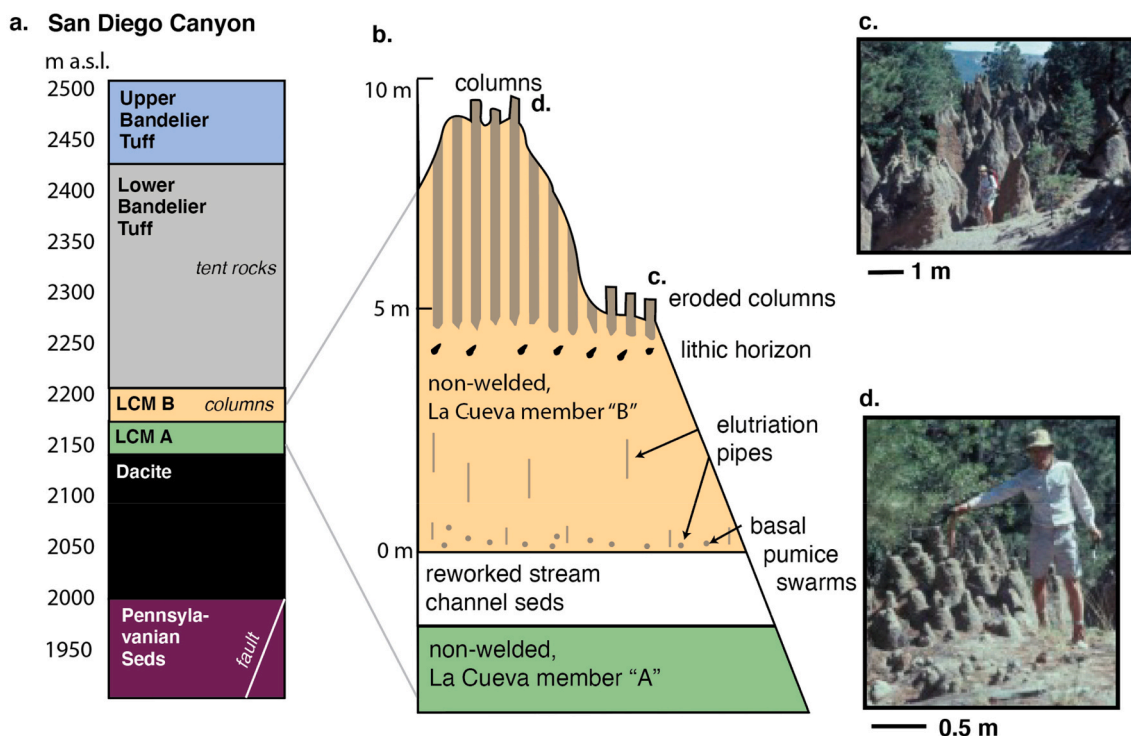 a. San Diego Canyon
m a.s.l.
2500
2450
2400
2350
2300
2250
2200
2150
2100
2050
2000
1950
Upper
Bandelier
Tuff
Lower
Bandelier
Tuff
tent rocks
LCM B columns
LCM A
Dacite
Pennsyla-
vanian
Seds
fault
b.
10 m
5 m
0 m
columns
d.
c.
eroded columns
lithic horizon
non-welded,
La Cueva member “B”
elutriation
pipes
basal
pumice
swarms
reworked stream
channel seds
non-welded,
La Cueva member “A”
c.
1 m
d.
0.5 m